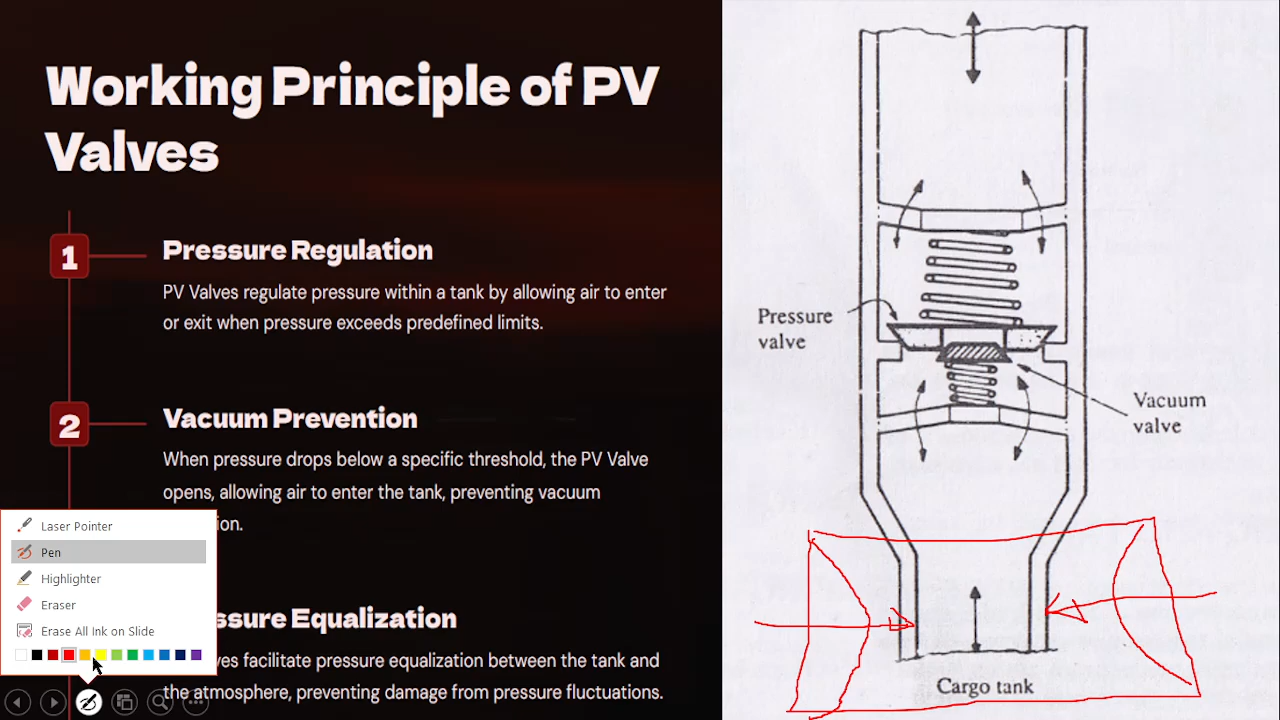 Working Principle of PV
Valves
1
Pressure Regulation
PV Valves regulate pressure within a tank by allowing air to enter
or exit when pressure exceeds predefined limits.
2
Vacuum Prevention
When pressure drops below a specific threshold, the PV Valve
opens, allowing air to enter the tank, preventing vacuum
ion.
ssure Equalization
ves facilitate pressure equalization between the tank and
the atmosphere, preventing damage from pressure fluctuations.
Laser Pointer
Pen
Highlighter
Eraser
Erase All Ink on Slide
Pressure
valve
Vacuum
valve
Cargo tank